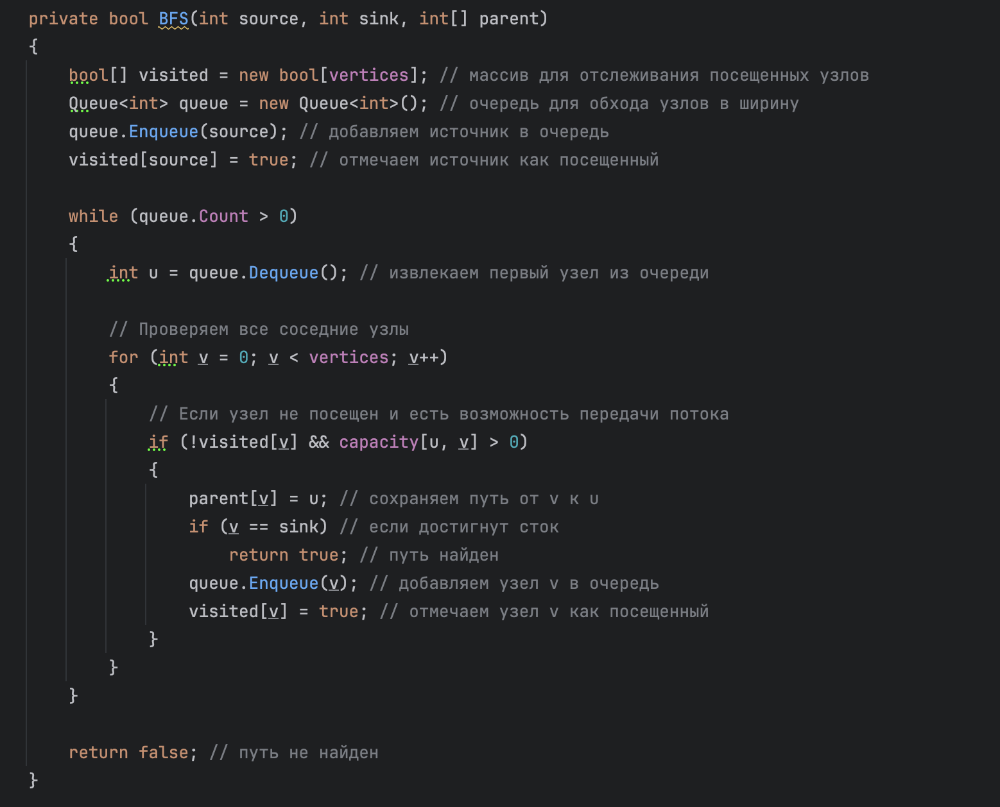 private bool BFS(int source, int sink, int[] parent)
{
    bool[] visited = new bool[vertices]; // массив для отслеживания посещенных узлов
    Queue<int> queue = new Queue<int>(); // очередь для обхода узлов в ширину
    queue.Enqueue(source); // добавляем источник в очередь
    visited[source] = true; // отмечаем источник как посещенный

    while (queue.Count > 0)
    {
        int u = queue.Dequeue(); // извлекаем первый узел из очереди

        // Проверяем все соседние узлы
        for (int v = 0; v < vertices; v++)
        {
            // Если узел не посещен и есть возможность передачи потока
            if (!visited[v] && capacity[u, v] > 0)
            {
                parent[v] = u; // сохраняем путь от v к u
                if (v == sink) // если достигнут сток
                    return true; // путь найден
                queue.Enqueue(v); // добавляем узел v в очередь
                visited[v] = true; // отмечаем узел v как посещенный
            }
        }
    }

    return false; // путь не найден
}